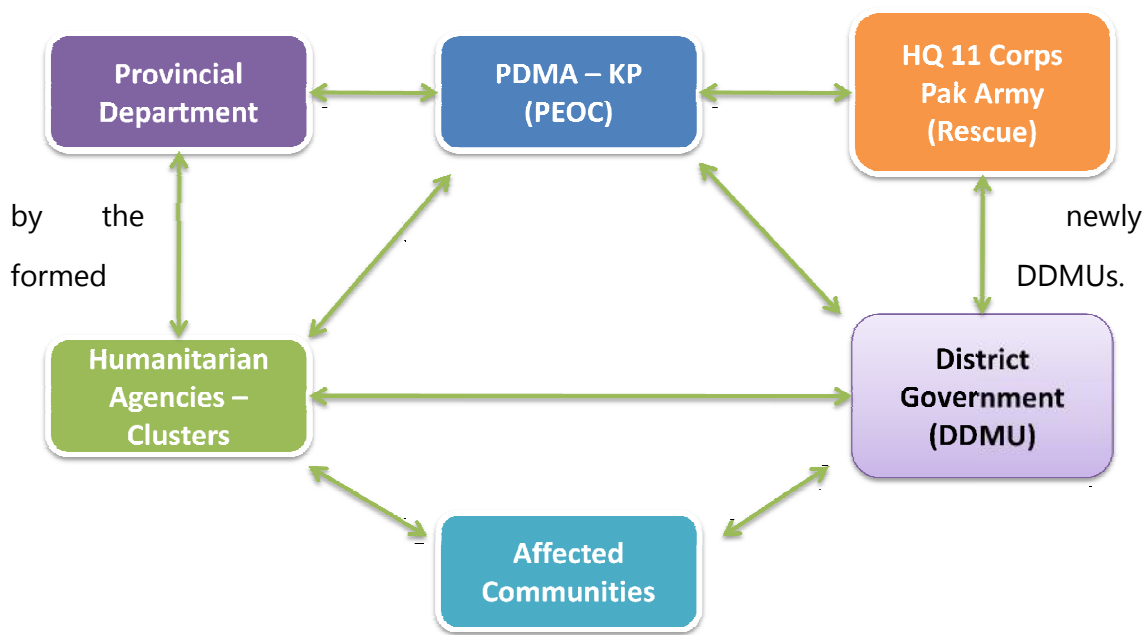 Provincial
Department
PDMA – KP
(PEOC)
HQ 11 Corps
Pak Army
(Rescue)
by the newly
formed DDMUs.
Humanitarian
Agencies –
Clusters
District
Government
(DDMU)
Affected
Communities